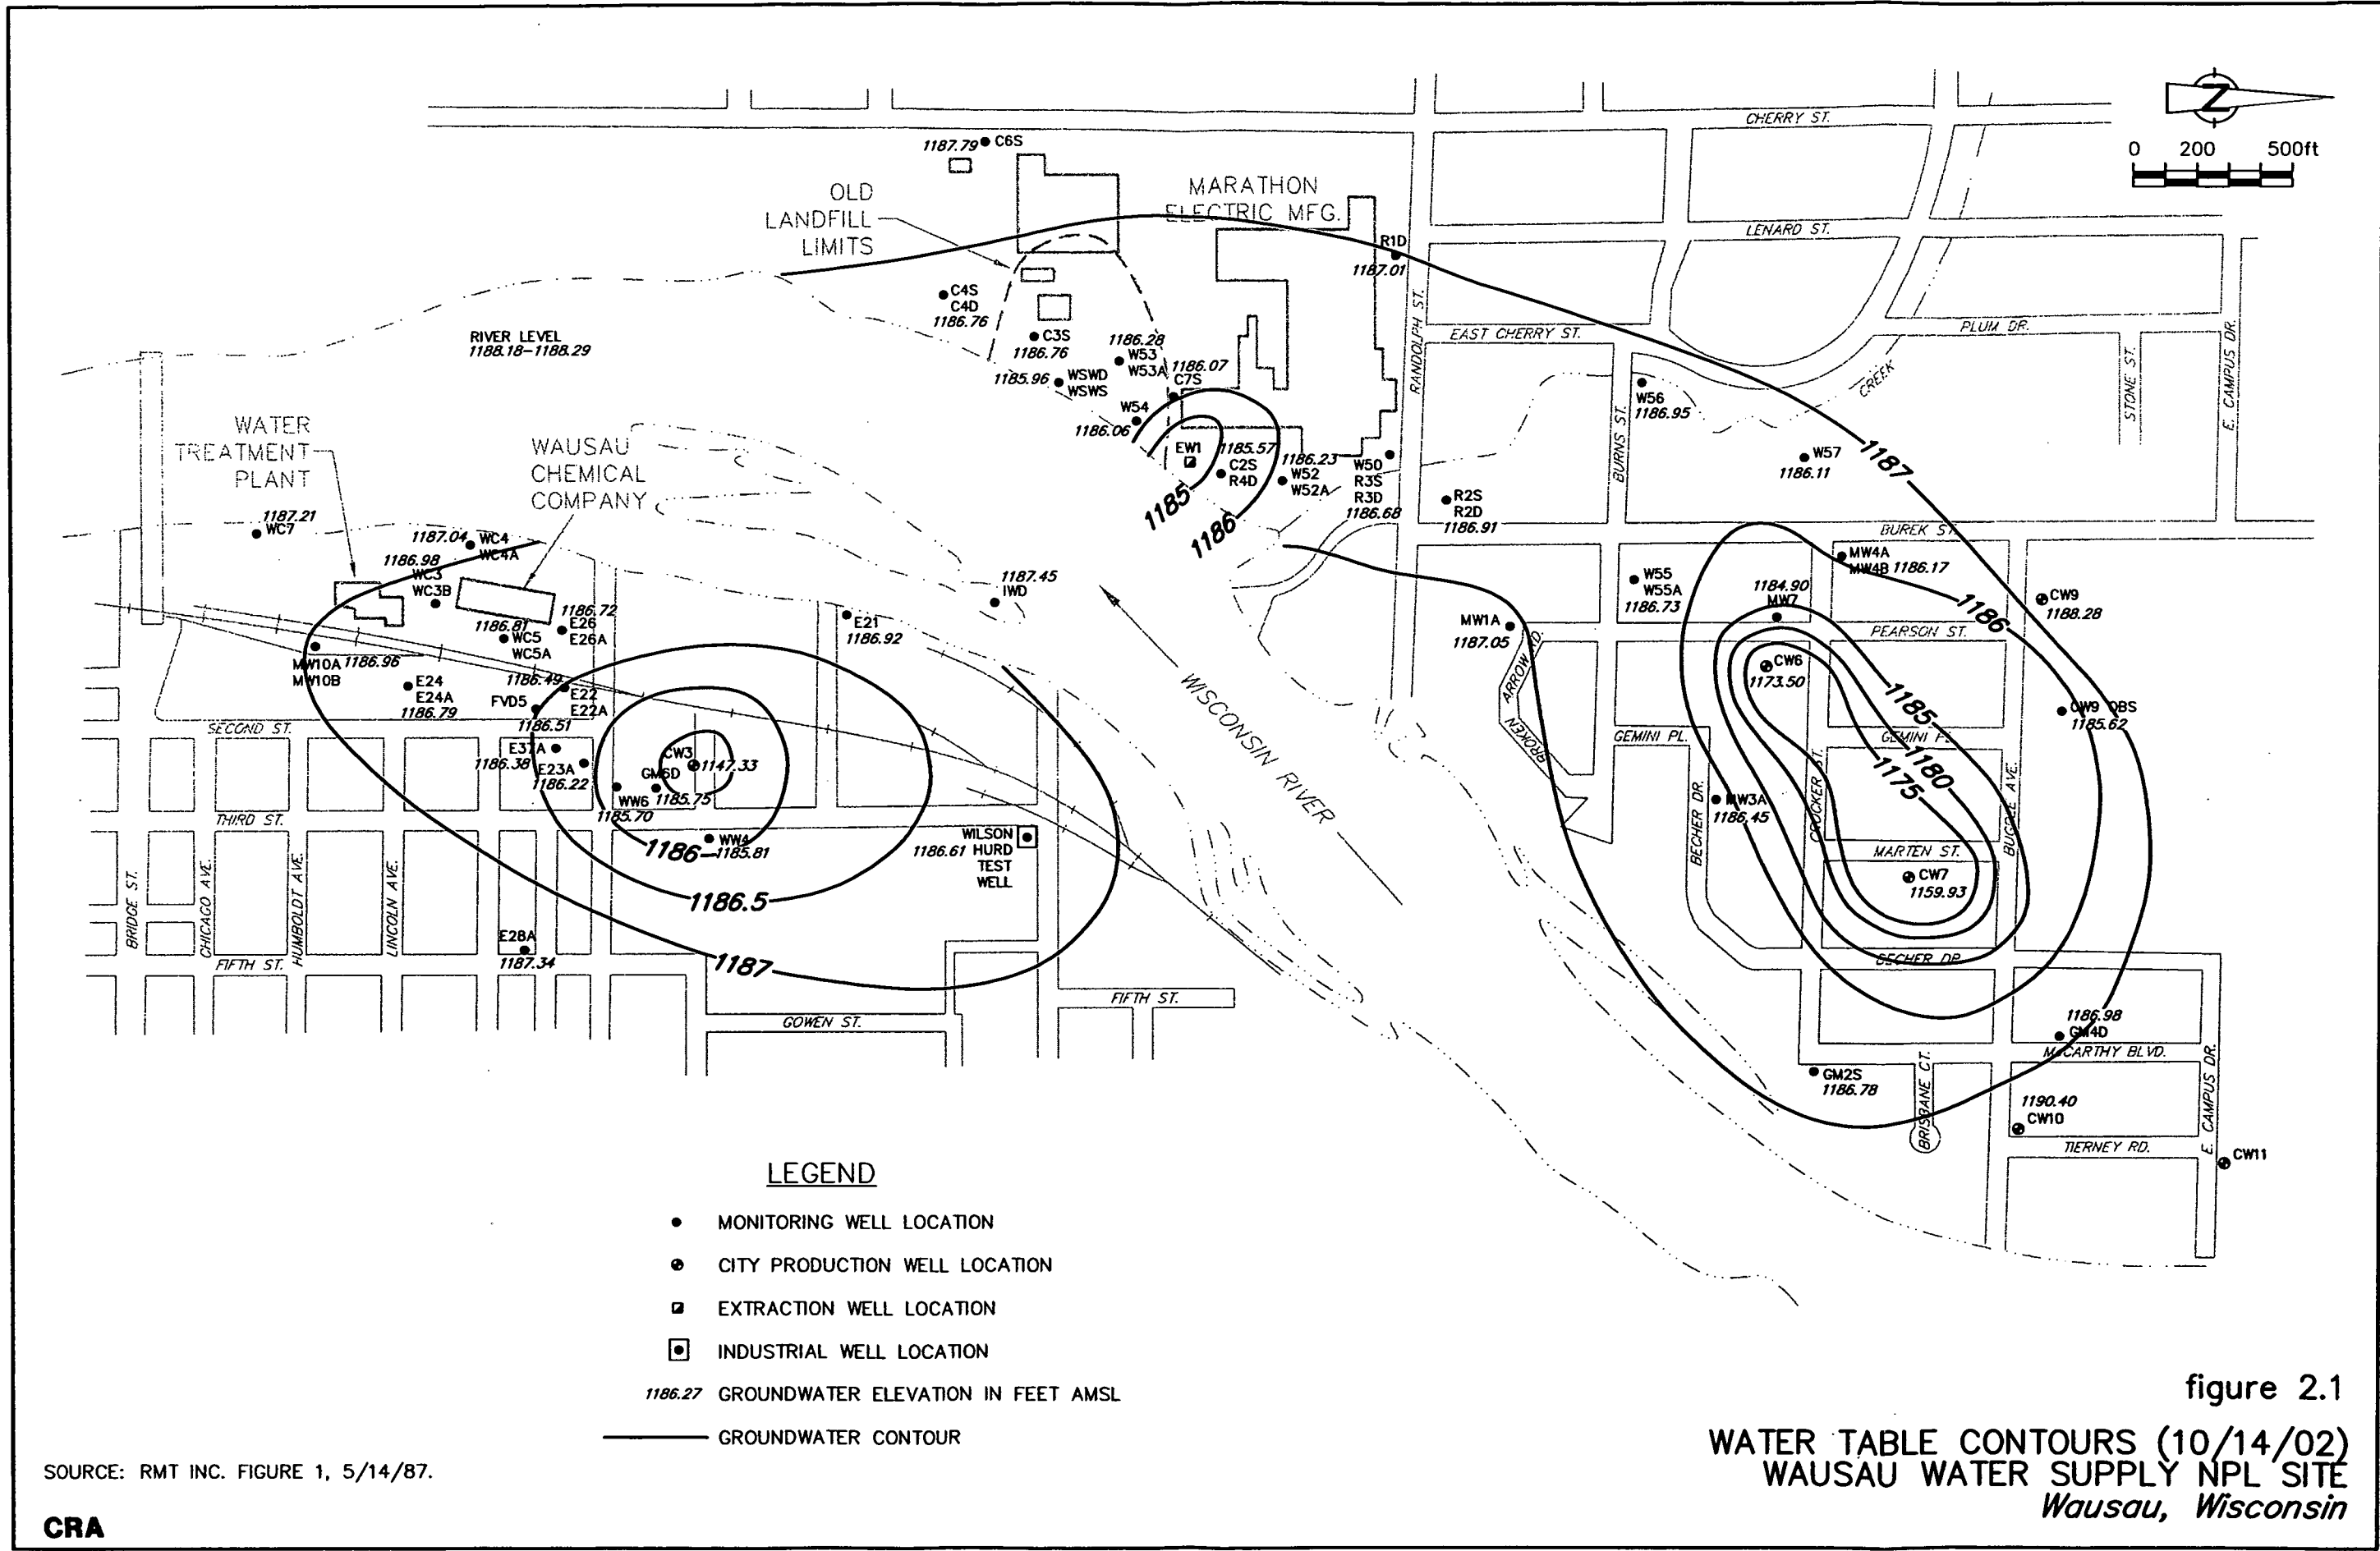 CHERRY ST.
Z
0 200 500ft
1187.79 C6S
OLD
LANDFILL
LIMITS
MARATHON
ELECTRIC MFG.
LENARD ST.
R1D
1187.01
C4S
C4D
1186.76
C3S
1186.76
1186.28
W53
W53A
1186.07
C7S
RIVER LEVEL
1188.18-1188.29
1185.96 WSWD
WSWS
W54
1186.06
RANDOLPH ST.
EAST CHERRY ST.
PLUM DR.
STONE ST.
E. CAMPUS DR.
CREEK
BURNS ST.
W56
1186.95
W57
1186.11
1187
WATER
TREATMENT
PLANT
WAUSAU
CHEMICAL
COMPANY
EW1
1185.57
C2S
R4D
1186.23
W52
W52A
W50
R3S
R3D
1186.68
R2S
R2D
1186.91
1185
1186
1187.21
WC7
1187.04 WC4
WC4A
1186.98
WC3
WC3B
BUREK ST.
MW4A
MW4B 1186.17
W55
W55A
1186.73
1184.90
MW7
1186
CW9
1188.28
1187.45
IWD
E21
1186.92
1186.72
E26
E26A
1186.81
WC5
WC5A
MW1A
1187.05
PEARSON ST.
MW10A 1186.96
MW10B
E24
E24A
1186.79
1186.49
E22
E22A
FVD5
1186.51
CW6
1173.50
BROKEN ARROW RD.
WISCONSIN RIVER
1185
1180
1175
CW9 OBS
1185.62
SECOND ST.
GEMINI PL.
GEMINI PL.
E37A
1186.38
E23A
1186.22
CW3
1147.33
GM6D
1185.75
WW6
1185.70
BECHER DR.
MW3A
1186.45
CROCKER ST.
BUGBEE AVE.
THIRD ST.
1186
WW4
1185.81
WILSON
1186.61 HURD
TEST
WELL
MARTEN ST.
CW7
1159.93
1186.5
BRIDGE ST.
CHICAGO AVE.
HUMBOLDT AVE.
LINCOLN AVE.
E28A
1187.34
1187
FIFTH ST.
FIFTH ST.
GOWEN ST.
BECHER DR.
1186.98
GM4D
McCARTHY BLVD.
GM2S
1186.78
BRISBANE CT.
1190.40
CW10
TIERNEY RD.
E. CAMPUS DR.
CW11
LEGEND
MONITORING WELL LOCATION
CITY PRODUCTION WELL LOCATION
EXTRACTION WELL LOCATION
INDUSTRIAL WELL LOCATION
1186.27 GROUNDWATER ELEVATION IN FEET AMSL
GROUNDWATER CONTOUR
figure 2.1
WATER TABLE CONTOURS (10/14/02)
WAUSAU WATER SUPPLY NPL SITE
Wausau, Wisconsin
SOURCE: RMT INC. FIGURE 1, 5/14/87.
CRA